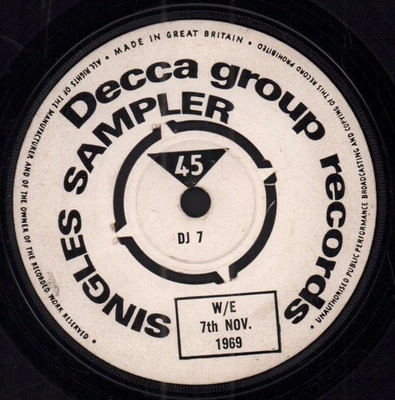 Decca group records
SINGLES SAMPLER
ALL RIGHTS OF THE MANUFACTURER AND OF THE OWNER OF THE RECORDED WORK RESERVED •
• MADE IN GREAT BRITAIN •
• UNAUTHORISED PUBLIC PERFORMANCE BROADCASTING AND COPYING OF THIS RECORD PROHIBITED
45
DJ 7
W/E
7th NOV.
1969